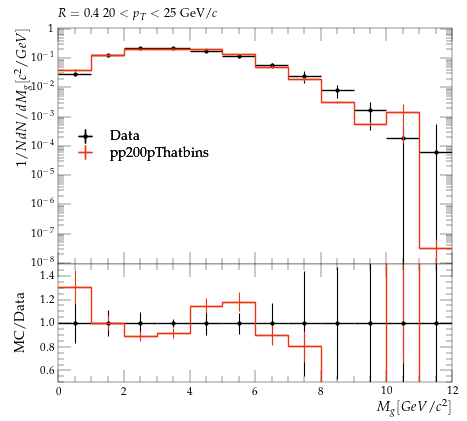 R = 0.4 20 < p_T < 25 GeV/c
1/N dN/dM_g [c^2/GeV]
1
10^−1
10^−2
10^−3
10^−4
10^−5
10^−6
10^−7
10^−8
Data
pp200pThatbins
MC/Data
1.4
1.2
1.0
0.8
0.6
0 2 4 6 8 10 12
M_g [GeV/c^2]